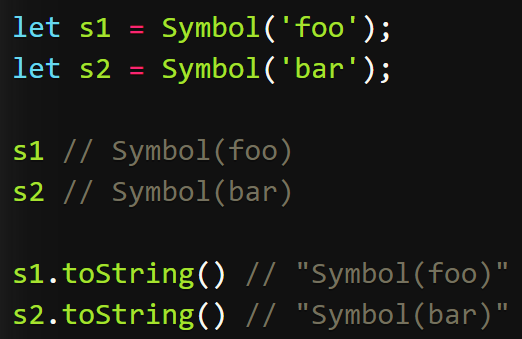 let s1 = Symbol('foo');
let s2 = Symbol('bar');
s1 // Symbol(foo)
s2 // Symbol(bar)
s1.toString() // "Symbol(foo)"
s2.toString() // "Symbol(bar)"